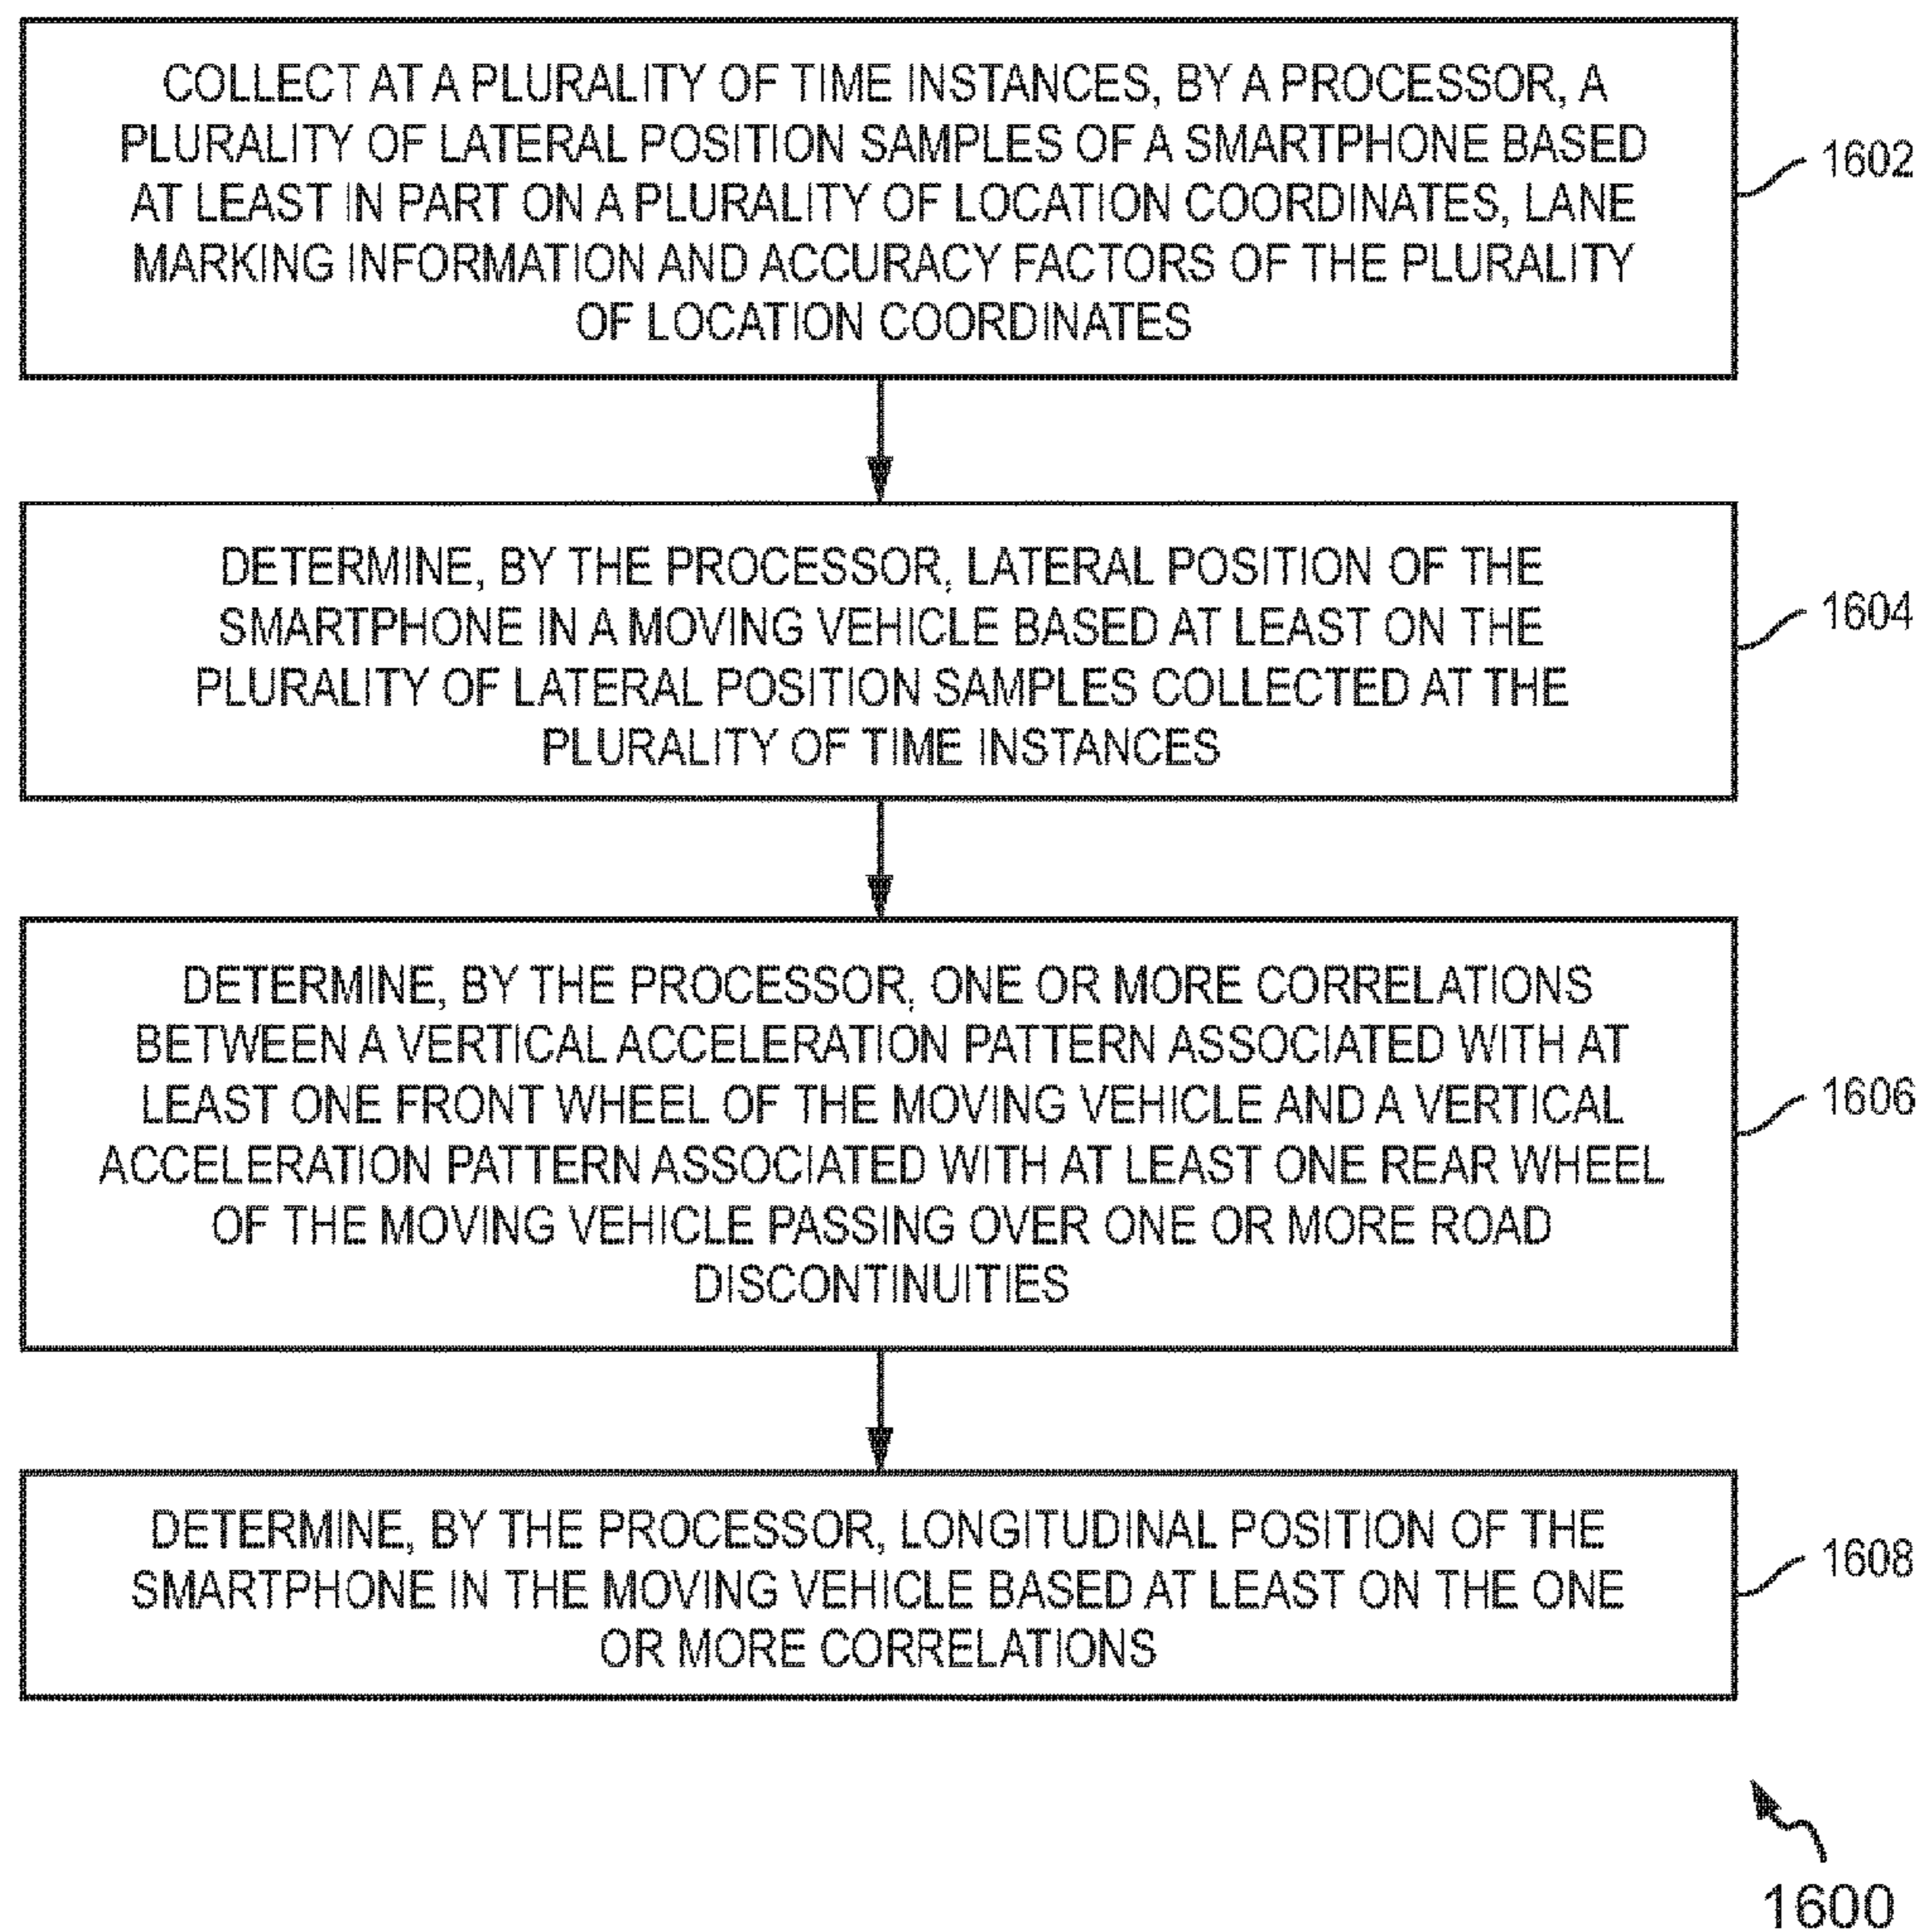 COLLECT AT A PLURALITY OF TIME INSTANCES, BY A PROCESSOR, A
PLURALITY OF LATERAL POSITION SAMPLES OF A SMARTPHONE BASED
AT LEAST IN PART ON A PLURALITY OF LOCATION COORDINATES, LANE
MARKING INFORMATION AND ACCURACY FACTORS OF THE PLURALITY
OF LOCATION COORDINATES
1602
DETERMINE, BY THE PROCESSOR, LATERAL POSITION OF THE
SMARTPHONE IN A MOVING VEHICLE BASED AT LEAST ON THE
PLURALITY OF LATERAL POSITION SAMPLES COLLECTED AT THE
PLURALITY OF TIME INSTANCES
1604
DETERMINE, BY THE PROCESSOR, ONE OR MORE CORRELATIONS
BETWEEN A VERTICAL ACCELERATION PATTERN ASSOCIATED WITH AT
LEAST ONE FRONT WHEEL OF THE MOVING VEHICLE AND A VERTICAL
ACCELERATION PATTERN ASSOCIATED WITH AT LEAST ONE REAR WHEEL
OF THE MOVING VEHICLE PASSING OVER ONE OR MORE ROAD
DISCONTINUITIES
1606
DETERMINE, BY THE PROCESSOR, LONGITUDINAL POSITION OF THE
SMARTPHONE IN THE MOVING VEHICLE BASED AT LEAST ON THE ONE
OR MORE CORRELATIONS
1608
1600